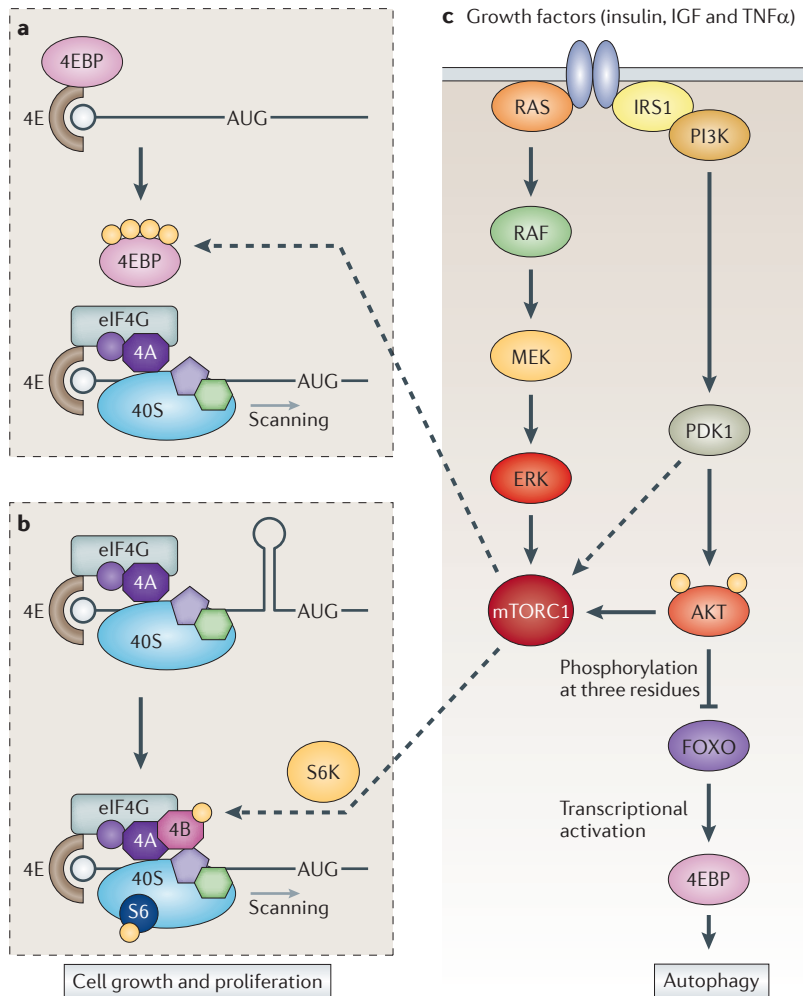 a
4EBP
4E
AUG
4EBP
eIF4G
4A
4E
AUG
40S
Scanning
b
eIF4G
4A
4E
AUG
40S
S6K
eIF4G
4B
4A
4E
AUG
40S
S6
Scanning
Cell growth and proliferation
c Growth factors (insulin, IGF and TNFα)
RAS
IRS1
PI3K
RAF
MEK
PDK1
ERK
mTORC1
AKT
Phosphorylation
at three residues
FOXO
Transcriptional
activation
4EBP
Autophagy